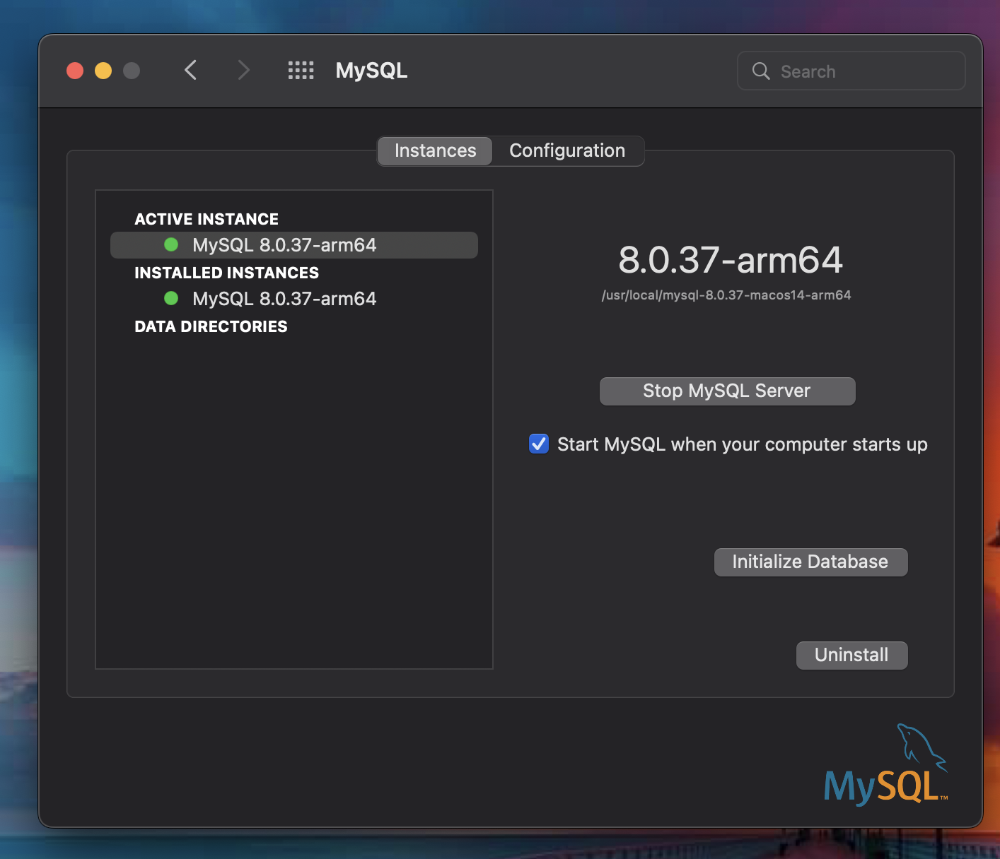 MySQL
Search
Instances
Configuration
ACTIVE INSTANCE
MySQL 8.0.37-arm64
INSTALLED INSTANCES
MySQL 8.0.37-arm64
DATA DIRECTORIES
8.0.37-arm64
/usr/local/mysql-8.0.37-macos14-arm64
Stop MySQL Server
Start MySQL when your computer starts up
Initialize Database
Uninstall
MySQL™